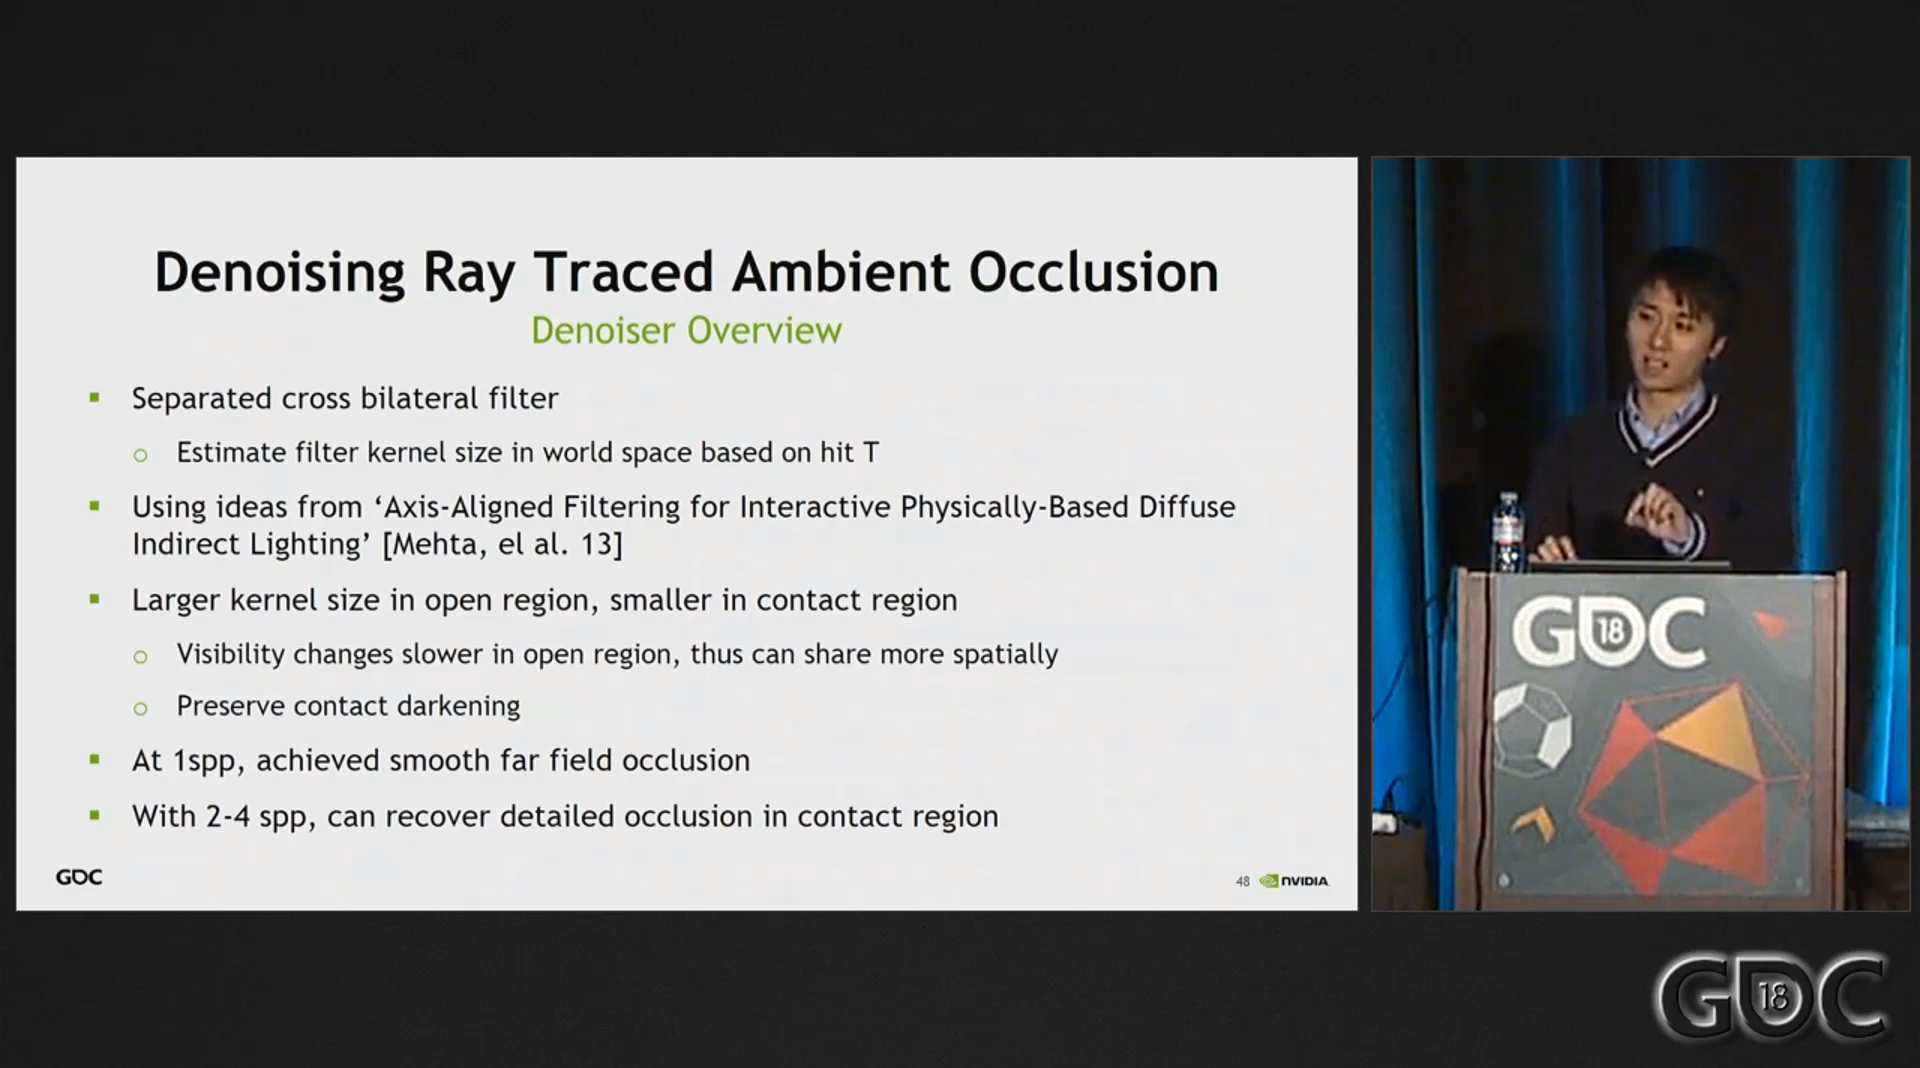 Denoising Ray Traced Ambient Occlusion
Denoiser Overview
Separated cross bilateral filter
Estimate filter kernel size in world space based on hit T
Using ideas from ‘Axis-Aligned Filtering for Interactive Physically-Based Diffuse
Indirect Lighting’ [Mehta, el al. 13]
Larger kernel size in open region, smaller in contact region
Visibility changes slower in open region, thus can share more spatially
Preserve contact darkening
At 1spp, achieved smooth far field occlusion
With 2-4 spp, can recover detailed occlusion in contact region
GDC
48 NVIDIA
GDC 18
GDC 18